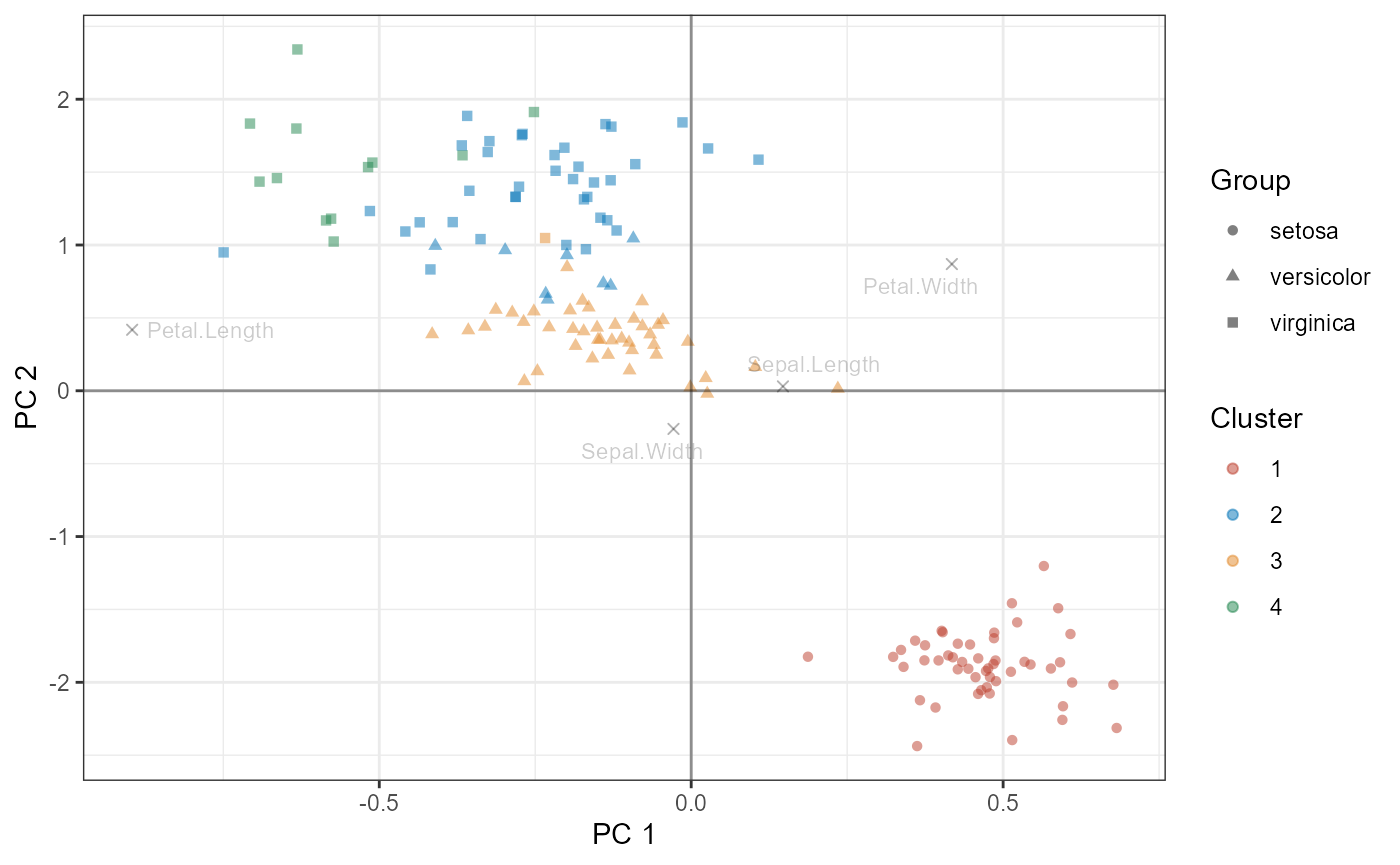 2
1
0
-1
-2
PC 2
-0.5
0.0
0.5
PC 1
Petal.Width
Petal.Length
Sepal.Length
Sepal.Width
Group
setosa
versicolor
virginica
Cluster
1
2
3
4